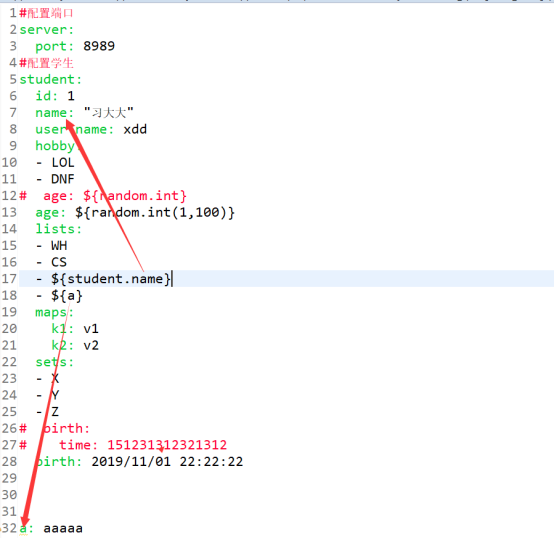 1 #配置端口
2 server:
3   port: 8989
4 #配置学生
5 student:
6   id: 1
7   name: "习大大"
8   user name: xdd
9   hobby
10   - LOL
11   - DNF
12 #  age: ${random.int}
13   age: ${random.int(1,100)}
14   lists:
15   - WH
16   - CS
17   - ${student.name}
18   - ${a}
19   maps:
20     k1: v1
21     k2: v2
22   sets:
23   - X
24   - Y
25   - Z
26 #  birth:
27 #    time: 151231312321312
28   birth: 2019/11/01 22:22:22
29
30
31
32 a: aaaaa